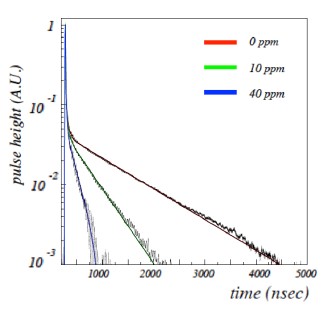 1
10 -1
10 -2
10 -3
pulse height (A.U.)
0 ppm
10 ppm
40 ppm
1000 2000 3000 4000 5000
time (nsec)